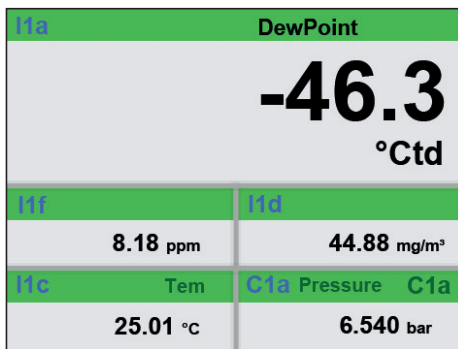 I1a DewPoint
-46.3
°Ctd
I1f I1d
8.18 ppm 44.88 mg/m³
I1c Tem C1a Pressure C1a
25.01 °C 6.540 bar